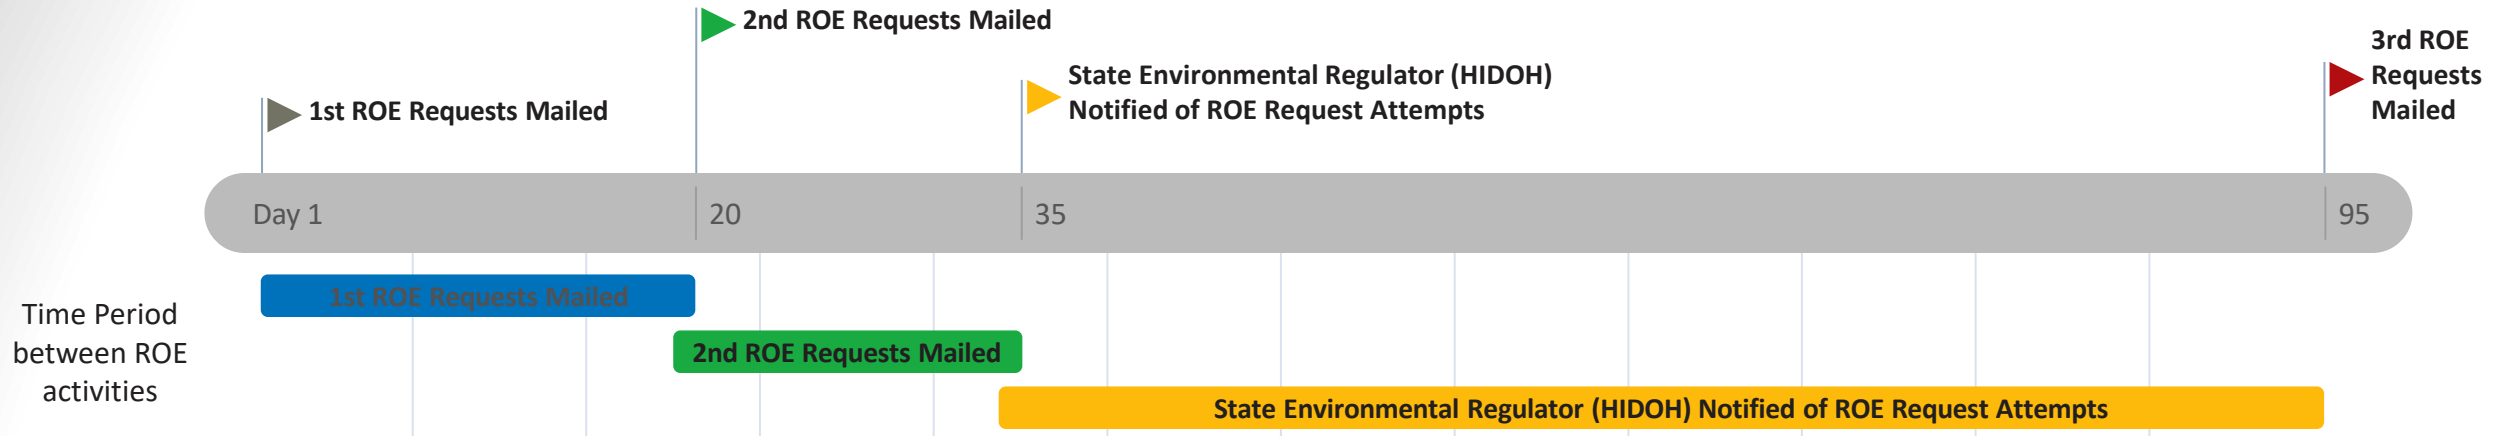 2nd ROE Requests Mailed
3rd ROE
Requests
Mailed
State Environmental Regulator (HIDOH)
Notified of ROE Request Attempts
1st ROE Requests Mailed
Day 1
20
35
95
Time Period
between ROE
activities
1st ROE Requests Mailed
2nd ROE Requests Mailed
State Environmental Regulator (HIDOH) Notified of ROE Request Attempts